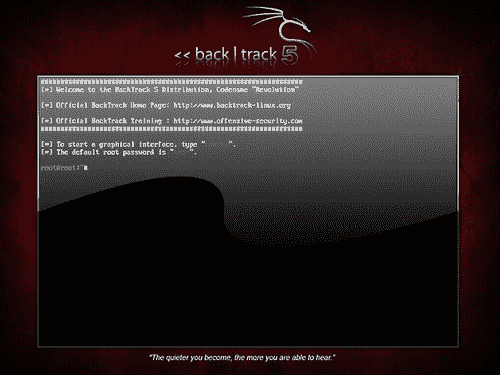 << back | track 5
################################################################
[*] Welcome to the BackTrack 5 Distribution, Codename "Revolution"
[*] Official BackTrack Home Page: http://www.backtrack-linux.org
[*] Official BackTrack Training : http://www.offensive-security.com
################################################################
[*] To start a graphical interface, type " ".
[*] The default root password is " ".
root@root:~#
"The quieter you become, the more you are able to hear."